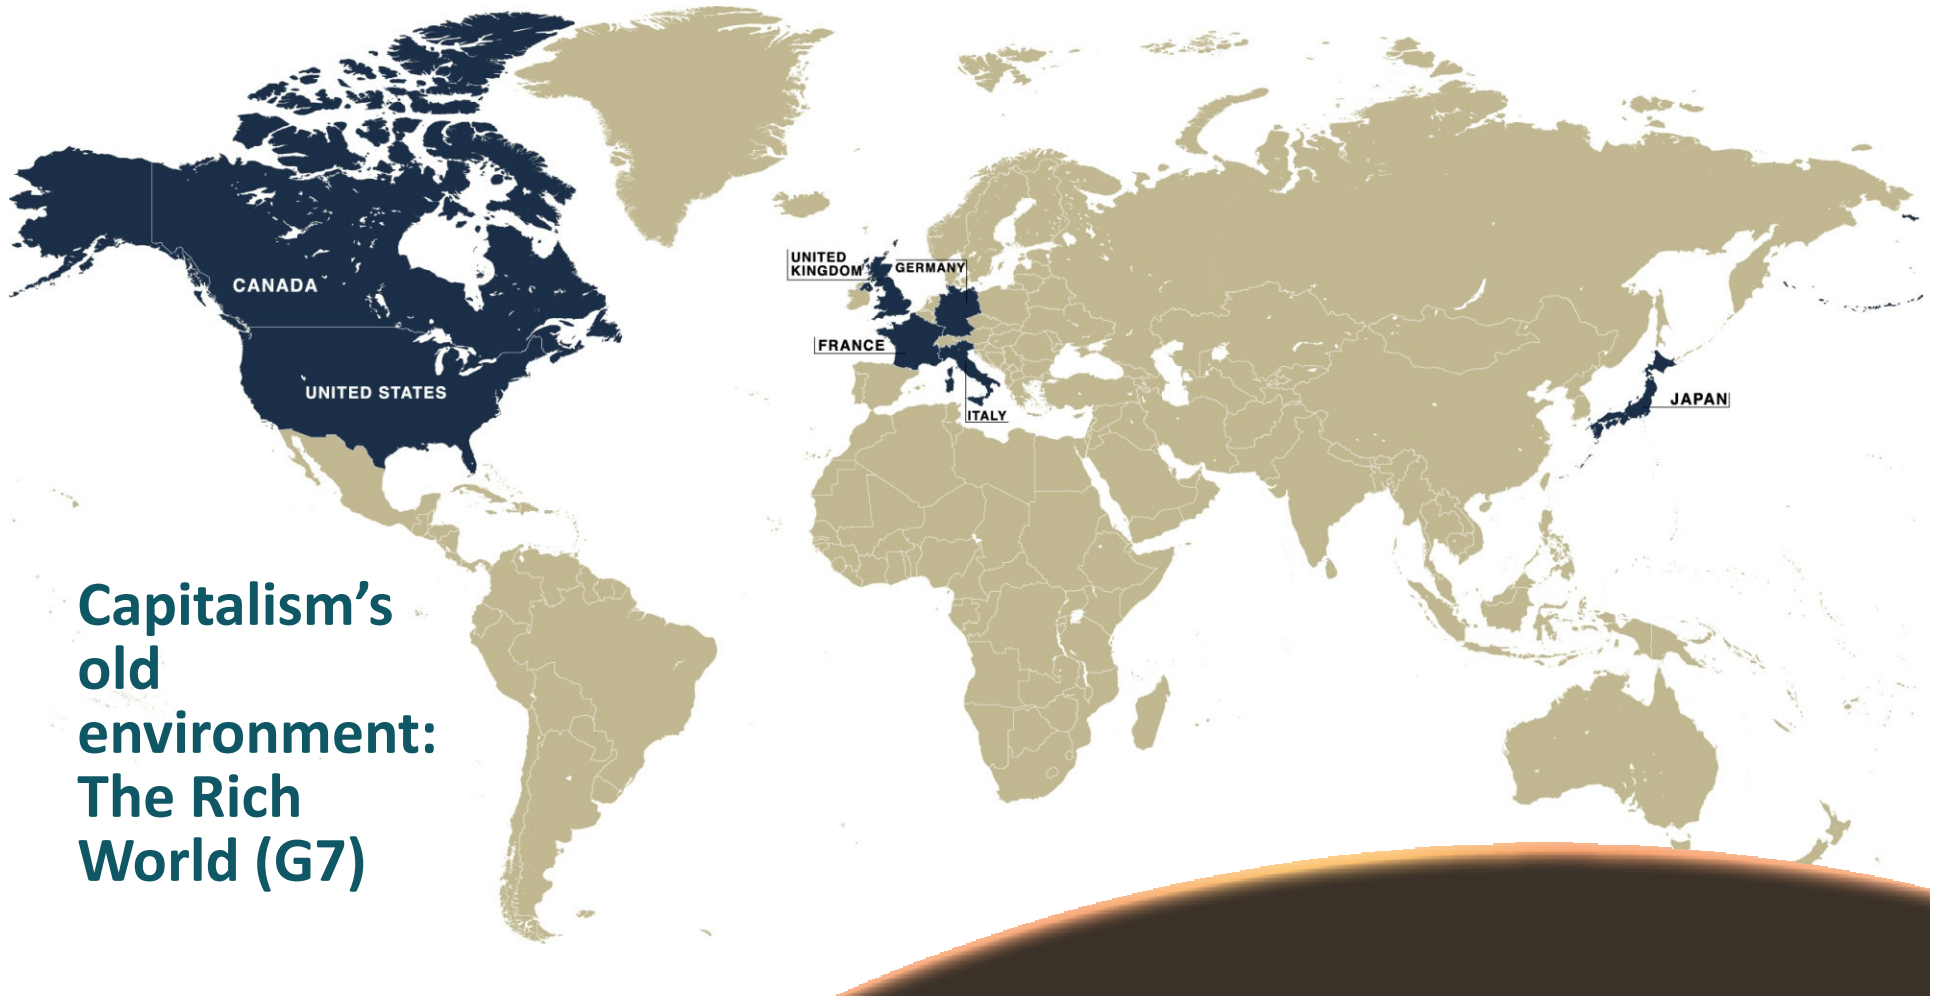 CANADA
UNITED STATES
UNITED
KINGDOM
GERMANY
FRANCE
ITALY
JAPAN
Capitalism’s
old
environment:
The Rich
World (G7)